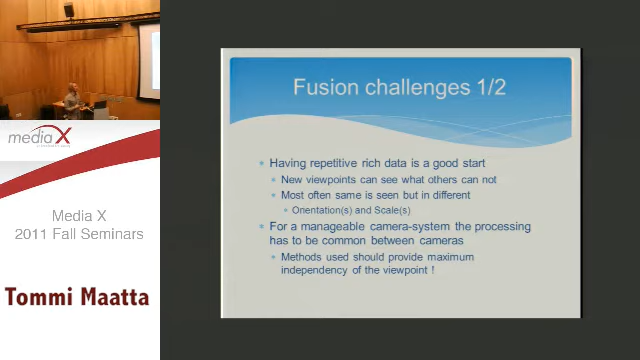 mediaX
Media X
2011 Fall Seminars
Tommi Maatta
Fusion challenges 1/2
Having repetitive rich data is a good start
New viewpoints can see what others can not
Most often same is seen but in different
Orientation(s) and Scale(s)
For a manageable camera-system the processing
has to be common between cameras
Methods used should provide maximum
independency of the viewpoint !